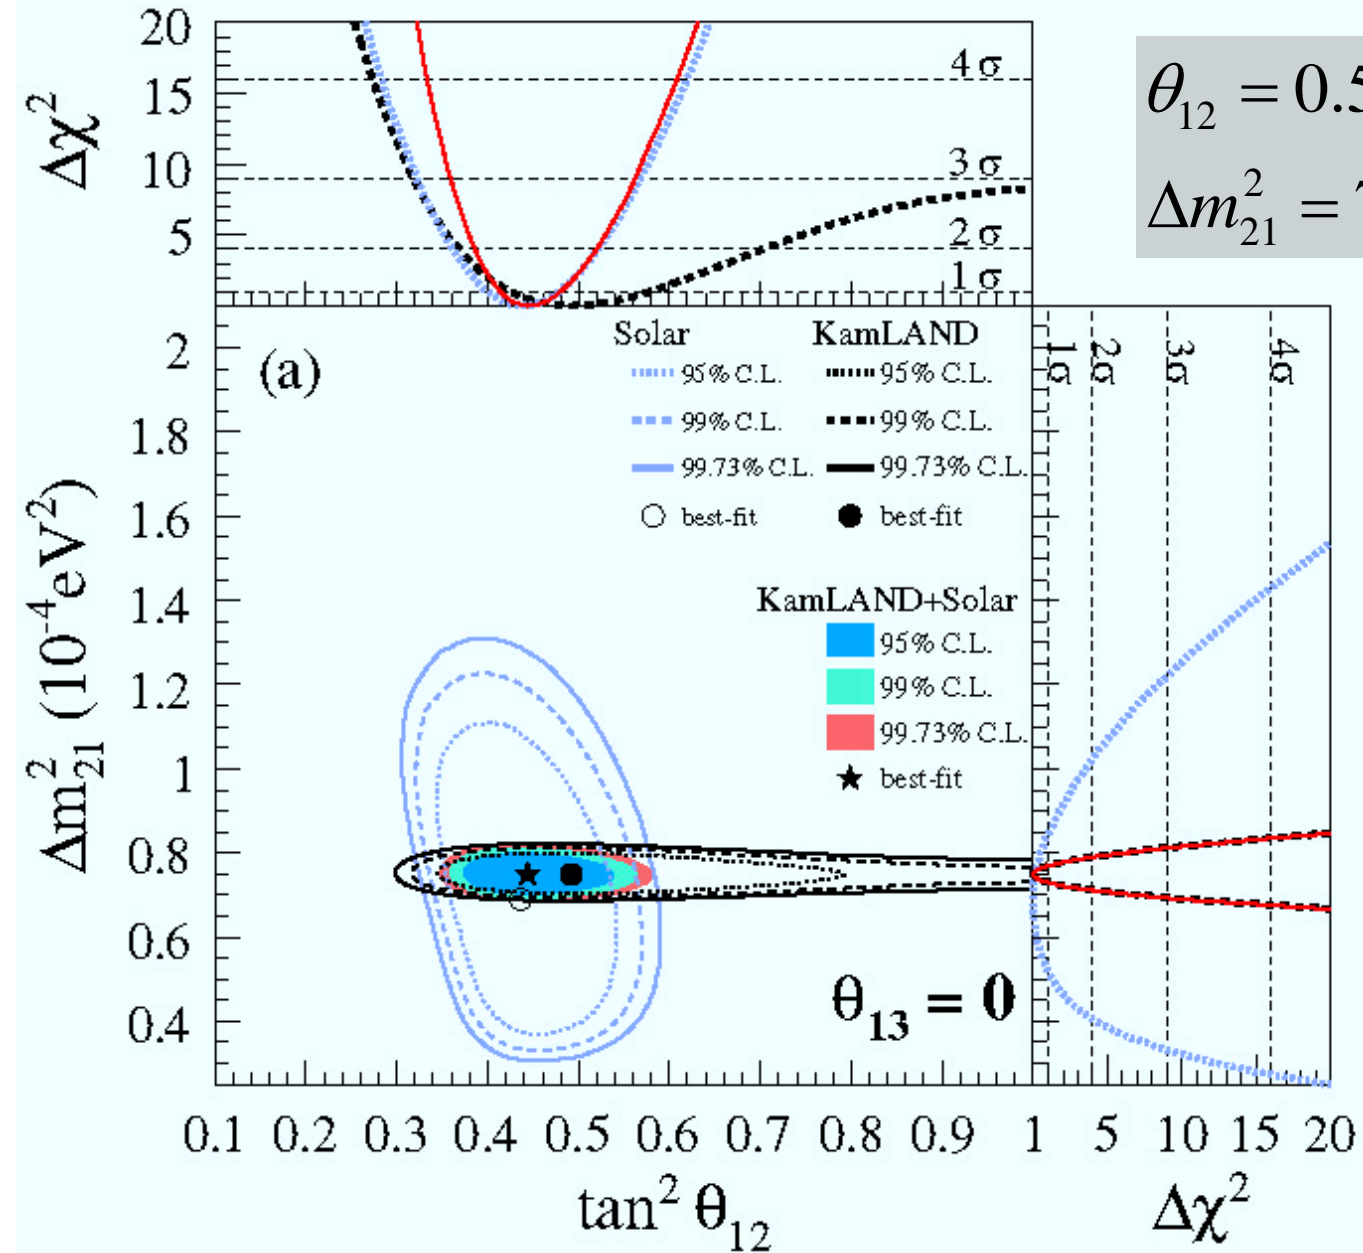 20
15
10
5
Δχ²
4σ
3σ
2σ
1σ
θ₁₂ = 0.5
Δm²₂₁ =
(a)
Solar
95% C.L.
99% C.L.
99.73% C.L.
best-fit
KamLAND
95% C.L.
99% C.L.
99.73% C.L.
best-fit
KamLAND+Solar
95% C.L.
99% C.L.
99.73% C.L.
best-fit
θ₁₃ = 0
1σ
2σ
3σ
4σ
2
1.8
1.6
1.4
1.2
1
0.8
0.6
0.4
Δm²₂₁ (10⁻⁴eV²)
0.1 0.2 0.3 0.4 0.5 0.6 0.7 0.8 0.9 1 5 10 15 20
tan² θ₁₂
Δχ²